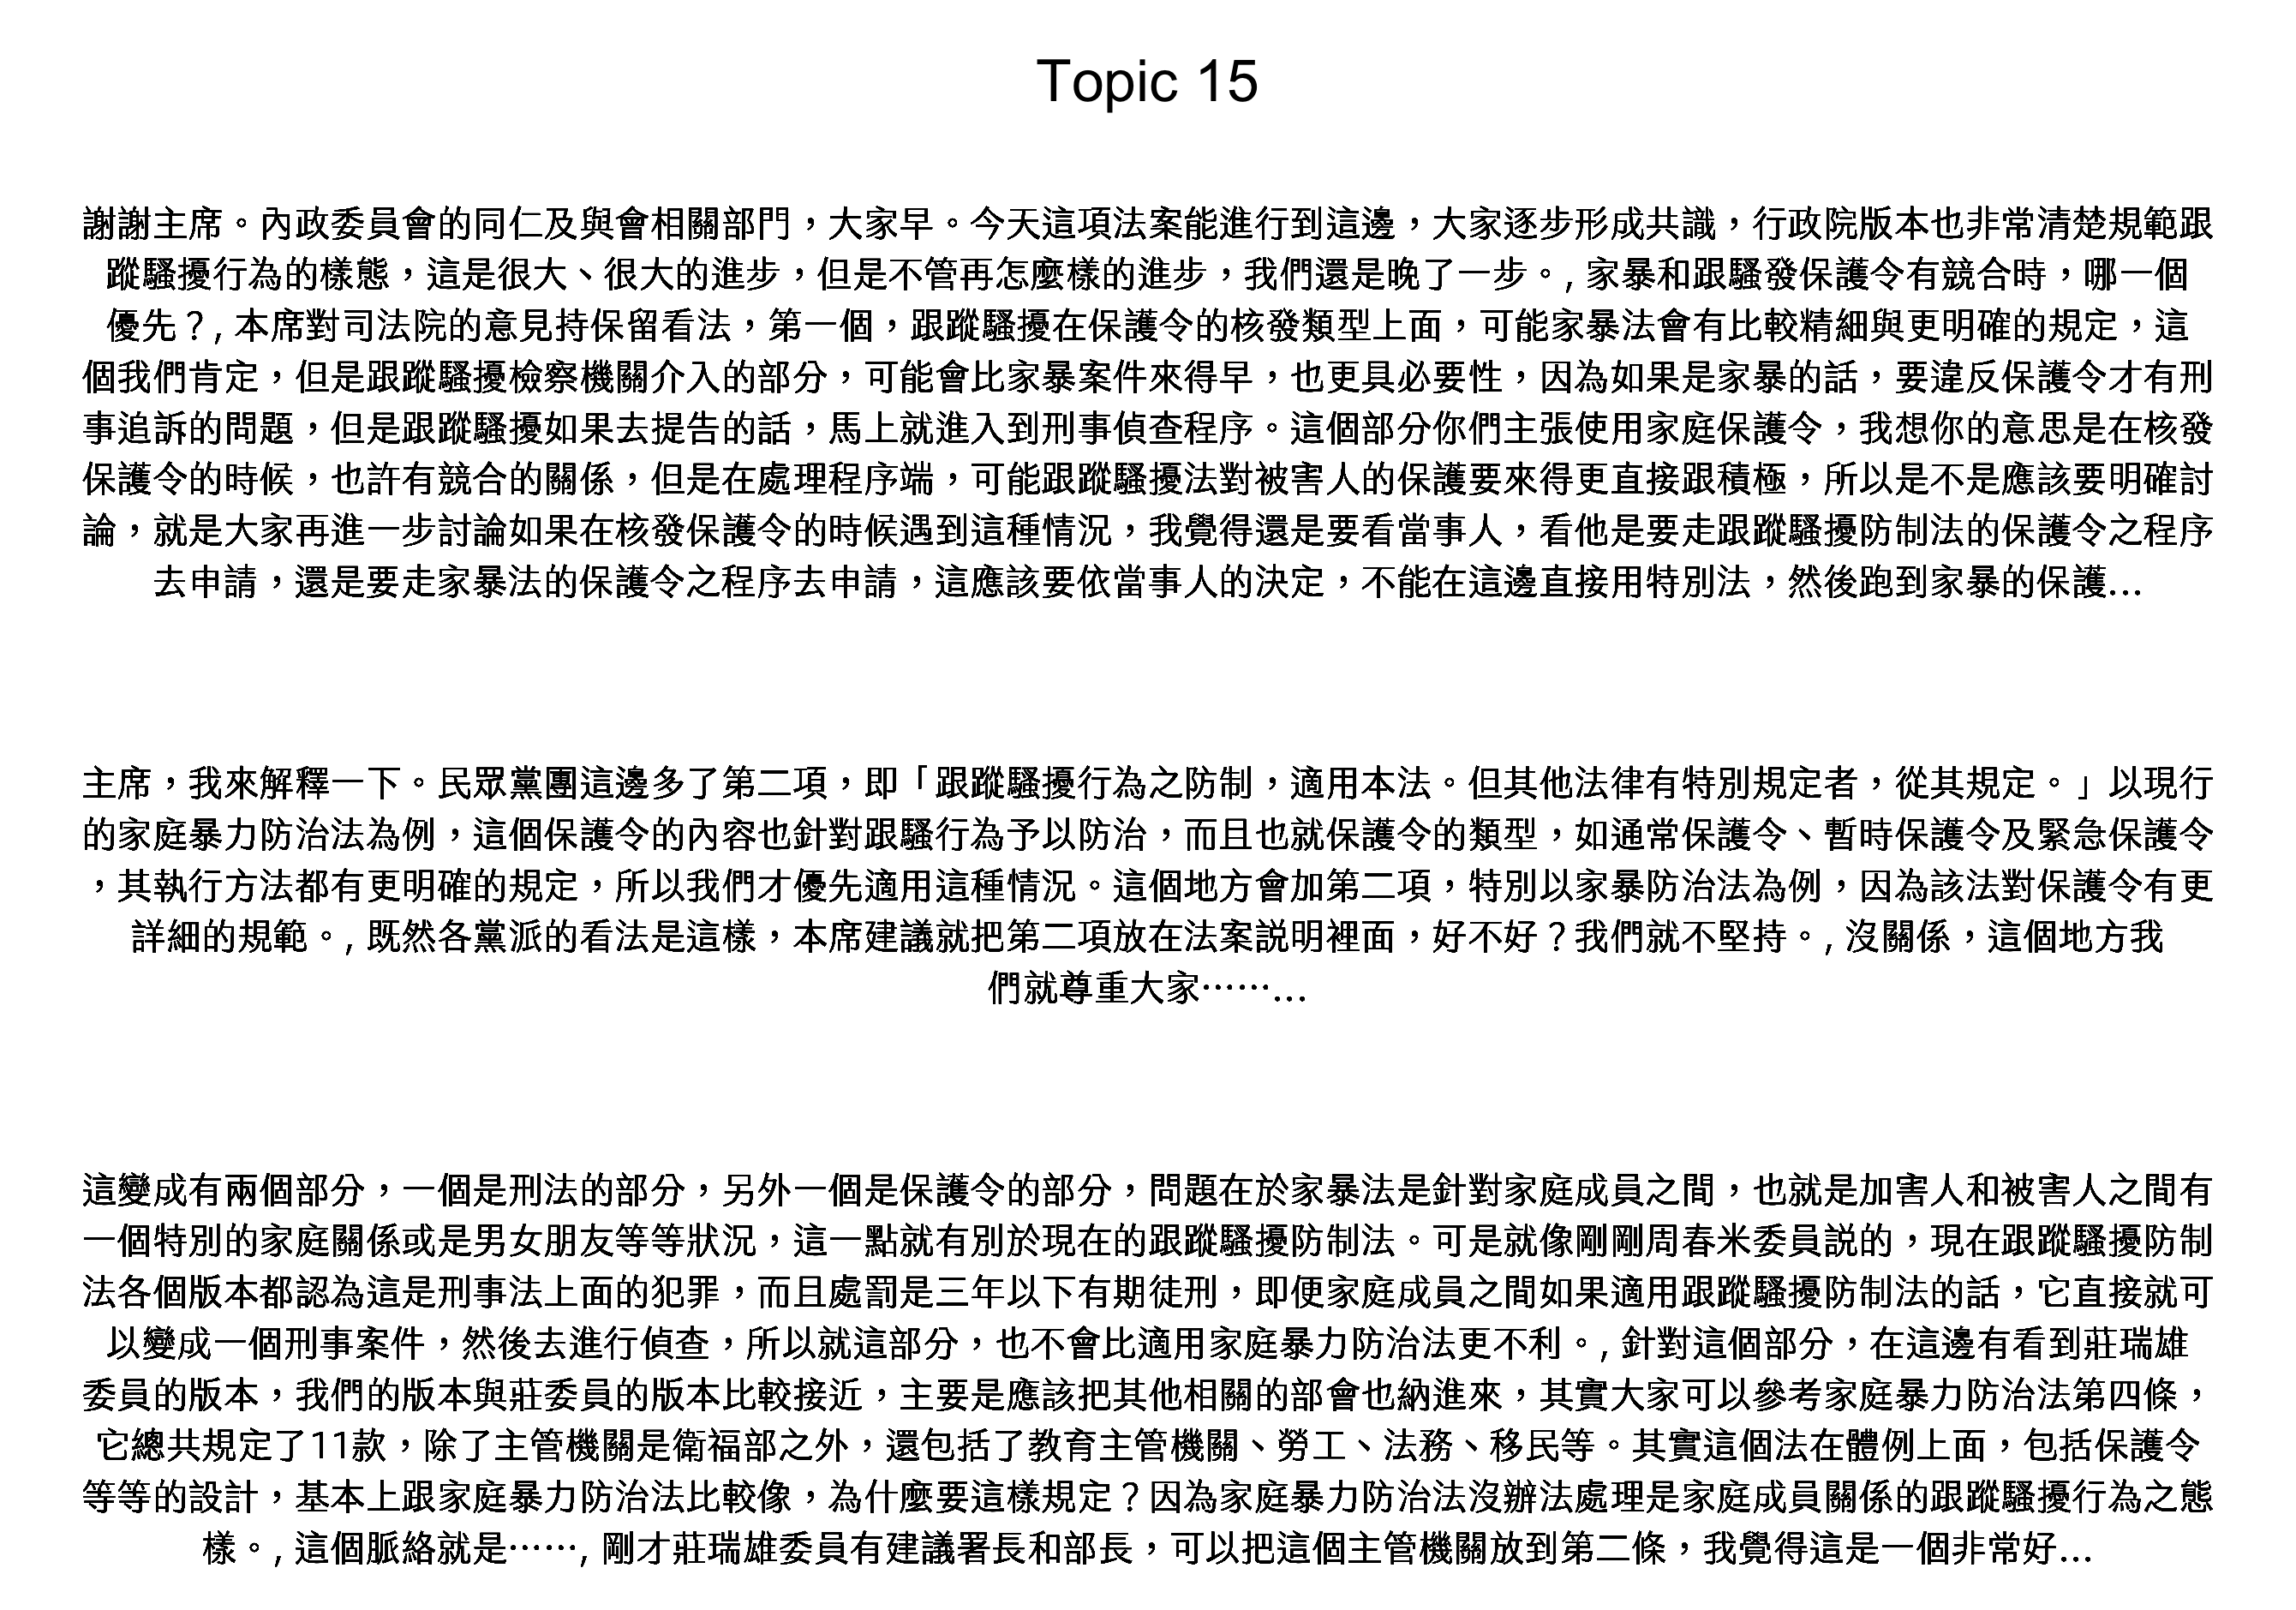 Topic 15
謝謝主席。內政委員會的同仁及與會相關部門，大家早。今天這項法案能進行到這邊，大家逐步形成共識，行政院版本也非常清楚規範跟
蹤騷擾行為的樣態，這是很大、很大的進步，但是不管再怎麼樣的進步，我們還是晚了一步。, 家暴和跟騷發保護令有競合時，哪一個
優先？, 本席對司法院的意見持保留看法，第一個，跟蹤騷擾在保護令的核發類型上面，可能家暴法會有比較精細與更明確的規定，這
個我們肯定，但是跟蹤騷擾檢察機關介入的部分，可能會比家暴案件來得早，也更具必要性，因為如果是家暴的話，要違反保護令才有刑
事追訴的問題，但是跟蹤騷擾如果去提告的話，馬上就進入到刑事偵查程序。這個部分你們主張使用家庭保護令，我想你的意思是在核發
保護令的時候，也許有競合的關係，但是在處理程序端，可能跟蹤騷擾法對被害人的保護要來得更直接跟積極，所以是不是應該要明確討
論，就是大家再進一步討論如果在核發保護令的時候遇到這種情況，我覺得還是要看當事人，看他是要走跟蹤騷擾防制法的保護令之程序
去申請，還是要走家暴法的保護令之程序去申請，這應該要依當事人的決定，不能在這邊直接用特別法，然後跑到家暴的保護...
主席，我來解釋一下。民眾黨團這邊多了第二項，即「跟蹤騷擾行為之防制，適用本法。但其他法律有特別規定者，從其規定。」以現行
的家庭暴力防治法為例，這個保護令的內容也針對跟騷行為予以防治，而且也就保護令的類型，如通常保護令、暫時保護令及緊急保護令
，其執行方法都有更明確的規定，所以我們才優先適用這種情況。這個地方會加第二項，特別以家暴防治法為例，因為該法對保護令有更
詳細的規範。, 既然各黨派的看法是這樣，本席建議就把第二項放在法案說明裡面，好不好？我們就不堅持。, 沒關係，這個地方我
們就尊重大家……...
這變成有兩個部分，一個是刑法的部分，另外一個是保護令的部分，問題在於家暴法是針對家庭成員之間，也就是加害人和被害人之間有
一個特別的家庭關係或是男女朋友等等狀況，這一點就有別於現在的跟蹤騷擾防制法。可是就像剛剛周春米委員說的，現在跟蹤騷擾防制
法各個版本都認為這是刑事法上面的犯罪，而且處罰是三年以下有期徒刑，即便家庭成員之間如果適用跟蹤騷擾防制法的話，它直接就可
以變成一個刑事案件，然後去進行偵查，所以就這部分，也不會比適用家庭暴力防治法更不利。, 針對這個部分，在這邊有看到莊瑞雄
委員的版本，我們的版本與莊委員的版本比較接近，主要是應該把其他相關的部會也納進來，其實大家可以參考家庭暴力防治法第四條，
它總共規定了11款，除了主管機關是衛福部之外，還包括了教育主管機關、勞工、法務、移民等。其實這個法在體例上面，包括保護令
等等的設計，基本上跟家庭暴力防治法比較像，為什麼要這樣規定？因為家庭暴力防治法沒辦法處理是家庭成員關係的跟蹤騷擾行為之態
樣。, 這個脈絡就是……, 剛才莊瑞雄委員有建議署長和部長，可以把這個主管機關放到第二條，我覺得這是一個非常好...